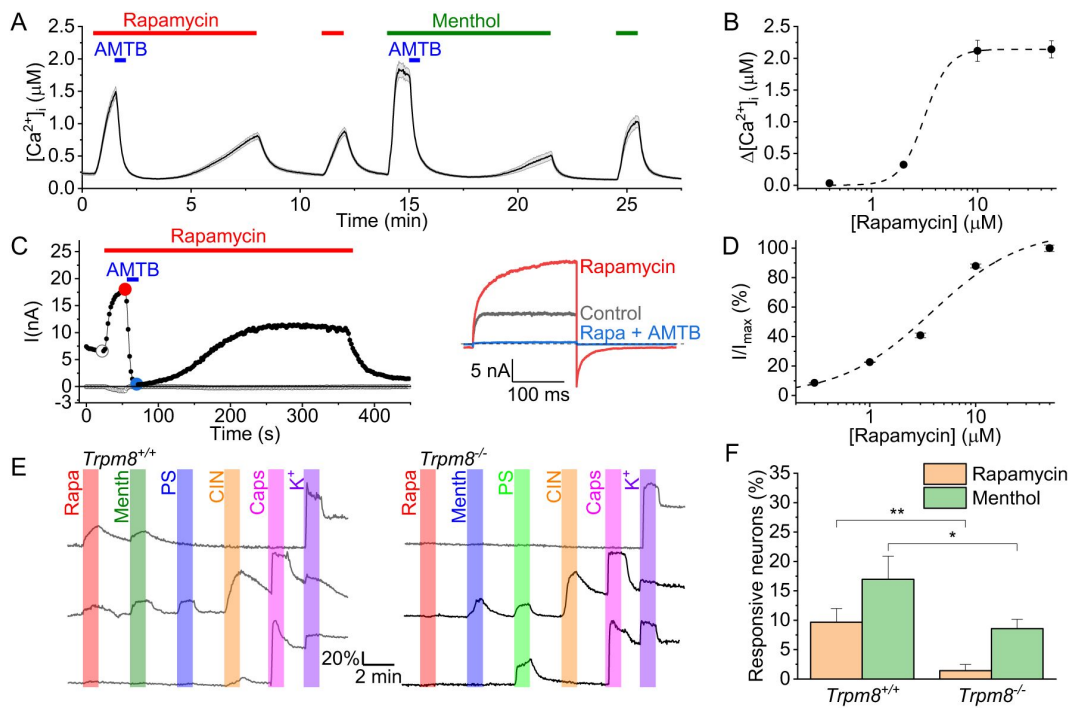 A
Rapamycin
Menthol
AMTB
AMTB
[Ca²⁺]ᵢ (μM)
2.5
2.0
1.5
1.0
0.5
0.0
0 5 10 15 20 25
Time (min)
B
Δ[Ca²⁺]ᵢ (μM)
2.5
2.0
1.5
1.0
0.5
0.0
1 10
[Rapamycin] (μM)
C
Rapamycin
AMTB
I(nA)
25
20
15
10
5
0
-3
0 100 200 300 400
Time (s)
Rapamycin
Control
Rapa + AMTB
5 nA
100 ms
D
I/Imax (%)
100
80
60
40
20
0
1 10
[Rapamycin] (μM)
E
Trpm8+/+
Rapa
Menth
PS
CIN
Caps
K⁺
20%
2 min
Trpm8-/-
Rapa
Menth
PS
CIN
Caps
K⁺
F
Responsive neurons (%)
35
30
25
20
15
10
5
0
Rapamycin
Menthol
**
*
Trpm8+/+ Trpm8-/-